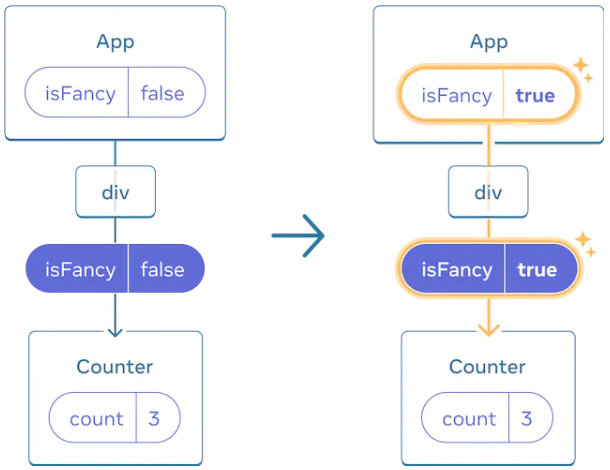 App
isFancy false
div
isFancy false
Counter
count 3
App
isFancy true
div
isFancy true
Counter
count 3